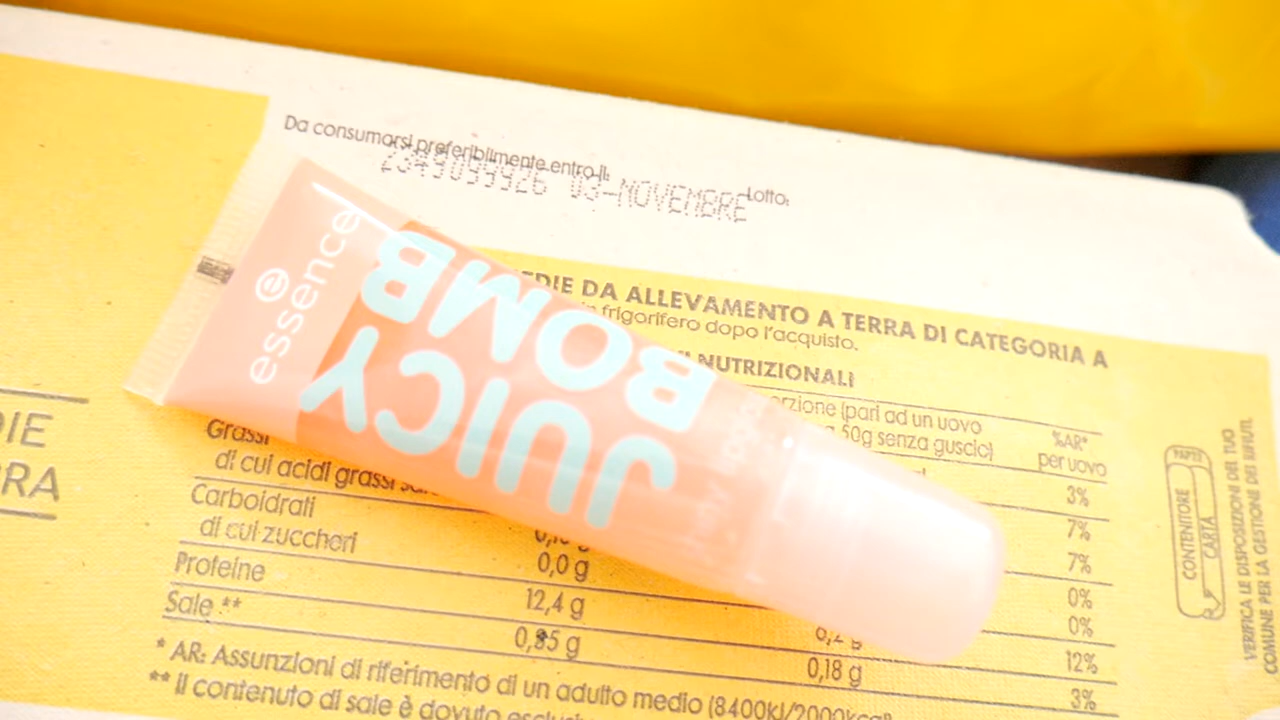 Da consumarsi preferibilmente entro il:
Lotto:
2349099926 03-NOVEMBRE
essence
JUICY
BOMB
DIE DA ALLEVAMENTO A TERRA DI CATEGORIA A
frigorifero dopo l'acquisto.
NUTRIZIONALI
(pari ad un uovo
50g senza guscio)
%AR*
per uovo
3%
7%
7%
Grassi
di cui acidi grassi
0%
Carboidrati
0%
di cui zuccheri 0,0 g
Proteine 12,4 g 6,2 g 12%
Sale ** 0,35 g 0,18 g 3%
* AR: Assunzioni di riferimento di un adulto medio (8400kJ/2000kcal)
** Il contenuto di sale è dovuto
CONTENITORE
CARTA
VERIFICA LE DISPOSIZIONI DEL TUO
COMUNE PER LA GESTIONE DEI RIFIUTI.